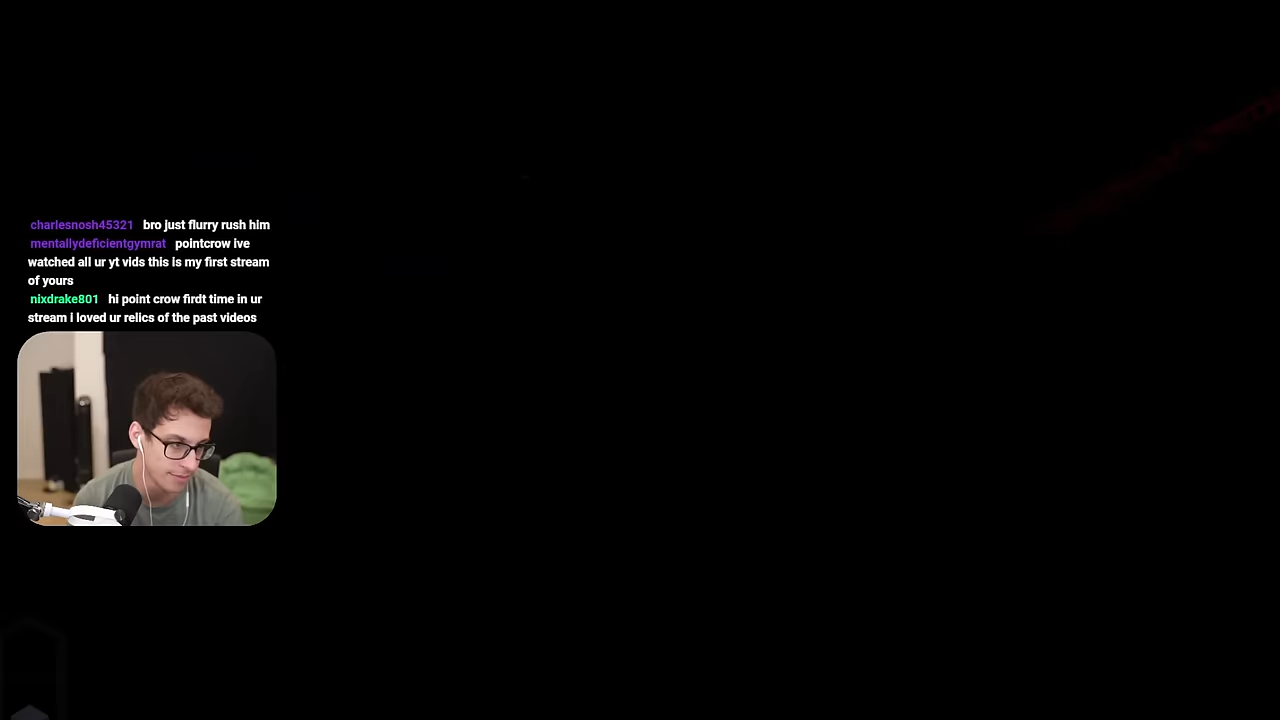 charlesnosh45321 bro just flurry rush him
mentallydeficientgymrat pointcrow ive
watched all ur yt vids this is my first stream
of yours
nixdrake801 hi point crow firdt time in ur
stream i loved ur relics of the past videos